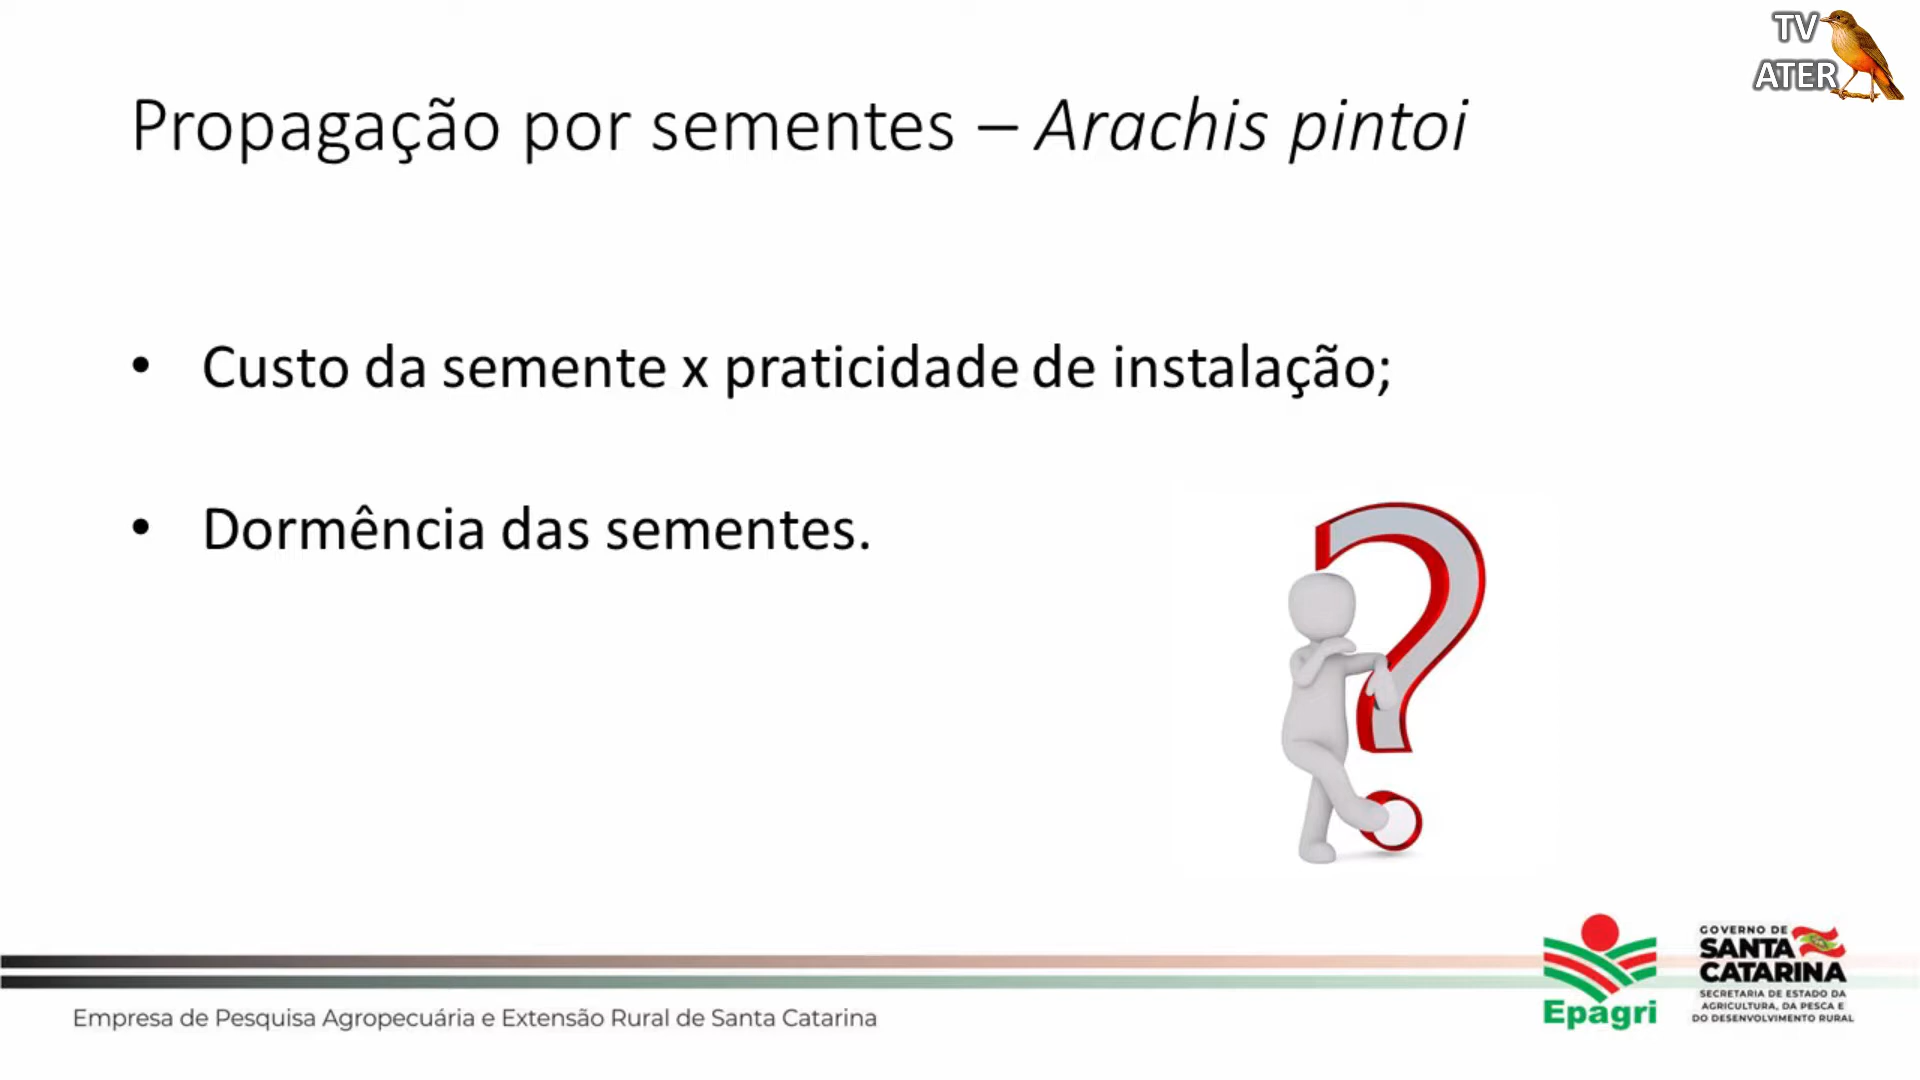 TV
ATER
Propagação por sementes – Arachis pintoi
• Custo da semente x praticidade de instalação;
• Dormência das sementes.
Empresa de Pesquisa Agropecuária e Extensão Rural de Santa Catarina
Epagri
GOVERNO DE
SANTA
CATARINA
SECRETARIA DE ESTADO DA
AGRICULTURA, DA PESCA E
DO DESENVOLVIMENTO RURAL